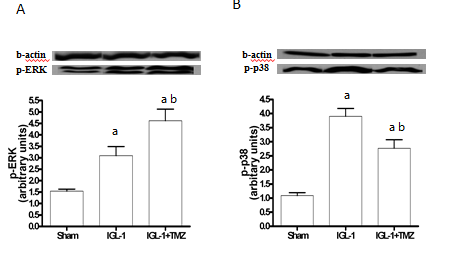 A
b-actin
p-ERK
a
a b
p-ERK
(arbitrary units)
5.5
5.0
4.5
4.0
3.5
3.0
2.5
2.0
1.5
1.0
0.5
0.0
Sham IGL-1 IGL-1+TMZ
B
b-actin
p-p38
a
a b
p-p38
(arbitrary units)
4.5
4.0
3.5
3.0
2.5
2.0
1.5
1.0
0.5
0.0
Sham IGL-1 IGL-1+TMZ